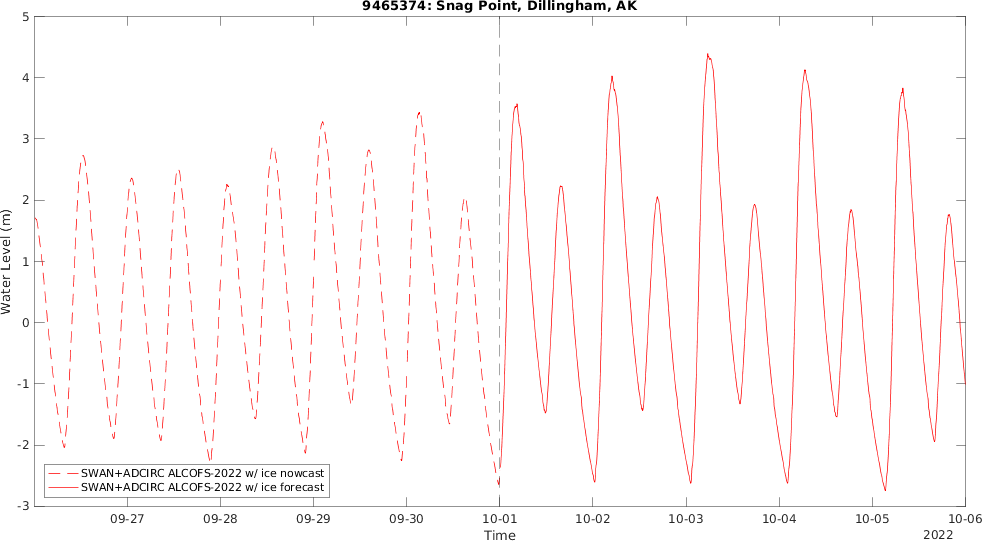 9465374: Snag Point, Dillingham, AK
5
4
3
2
1
0
-1
-2
-3
Water Level (m)
SWAN+ADCIRC ALCOFS-2022 w/ ice nowcast
SWAN+ADCIRC ALCOFS-2022 w/ ice forecast
09-27 09-28 09-29 09-30 10-01 10-02 10-03 10-04 10-05 10-06
Time
2022